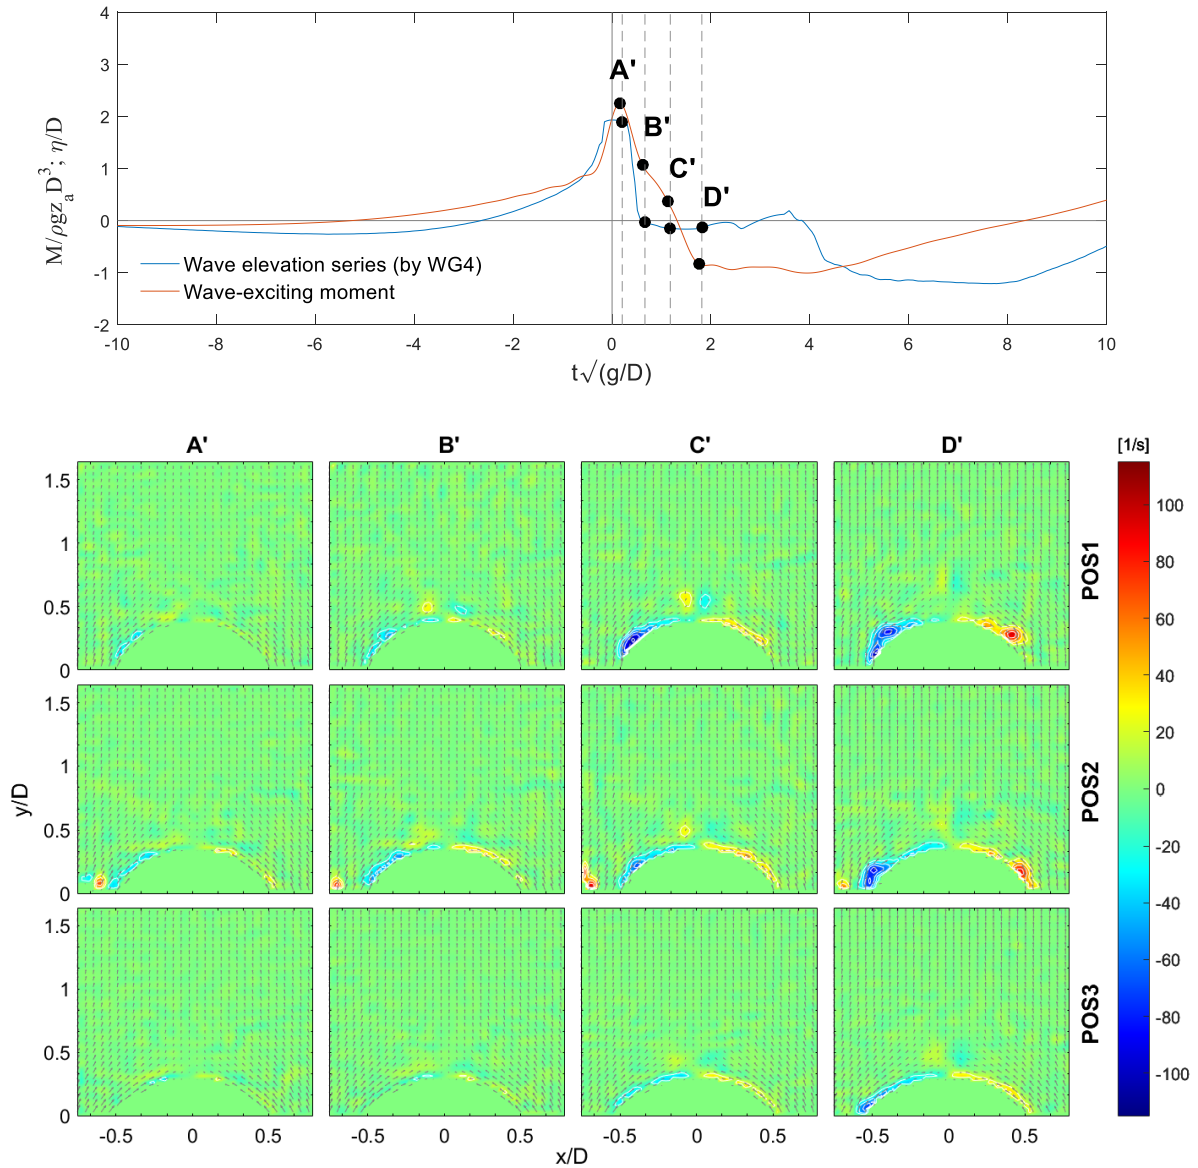 4
3
2
1
0
-1
-2
M/ρgz_aD^3; η/D
A'
B'
C'
D'
Wave elevation series (by WG4)
Wave-exciting moment
-10 -8 -6 -4 -2 0 2 4 6 8 10
t√(g/D)
A' B' C' D' [1/s]
1.5
1
0.5
0
POS1
1.5
1
0.5
0
POS2
1.5
1
0.5
0
POS3
y/D
100
80
60
40
20
0
-20
-40
-60
-80
-100
-0.5 0 0.5 -0.5 0 0.5 -0.5 0 0.5 -0.5 0 0.5
x/D